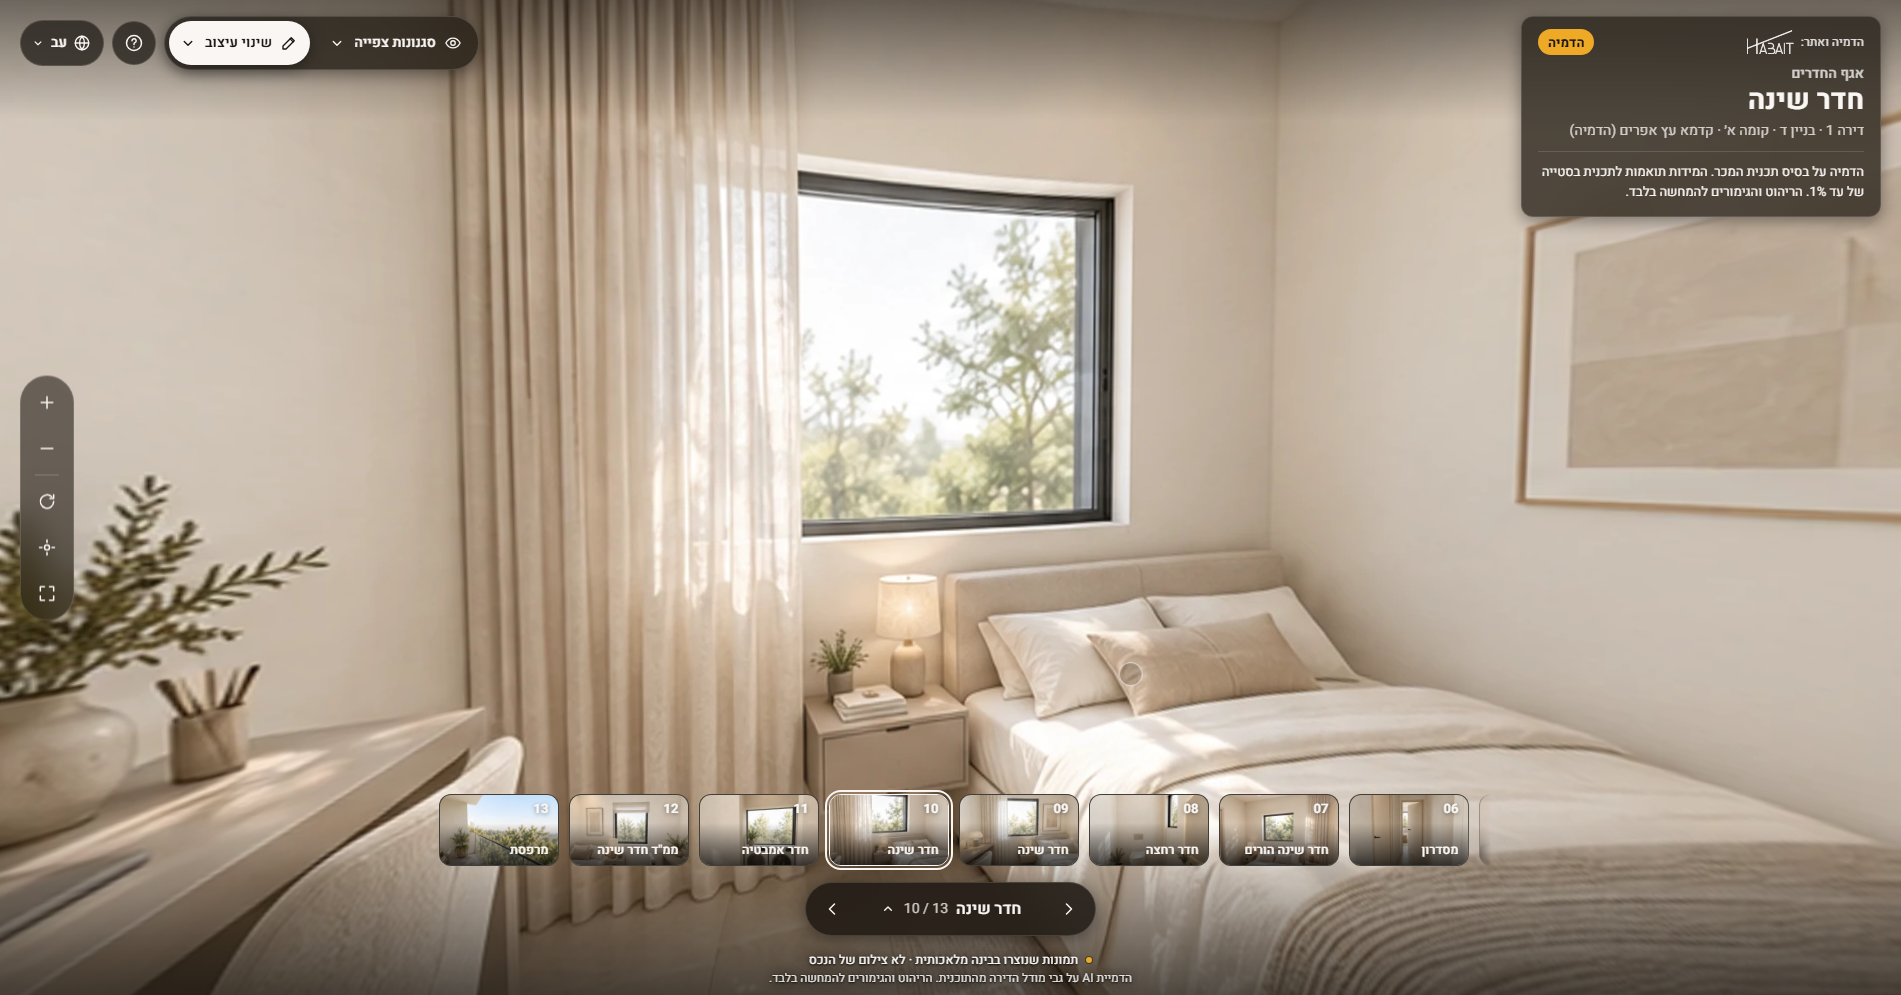 הדמיה ואתר: HABAIT
הדמיה
אגף החדרים
חדר שינה
דירה 1 · בניין ד · קומה א' · קדמא עץ אפרים (הדמיה)
הדמיה על בסיס תכנית המכר. המידות תואמות לתכנית בסטייה
של עד 1%. הריהוט והגימורים להמחשה בלבד.
סגנונות צפייה
שינוי עיצוב
עב
06
מסדרון
07
חדר שינה הורים
08
חדר רחצה
09
חדר שינה
10
חדר שינה
11
חדר אמבטיה
12
ממ"ד חדר שינה
13
מרפסת
חדר שינה 10 / 13
תמונות שנוצרו בבינה מלאכותית · לא צילום של הנכס
הדמיית AI על גבי מודל הדירה מהתוכנית. הריהוט והגימורים להמחשה בלבד.